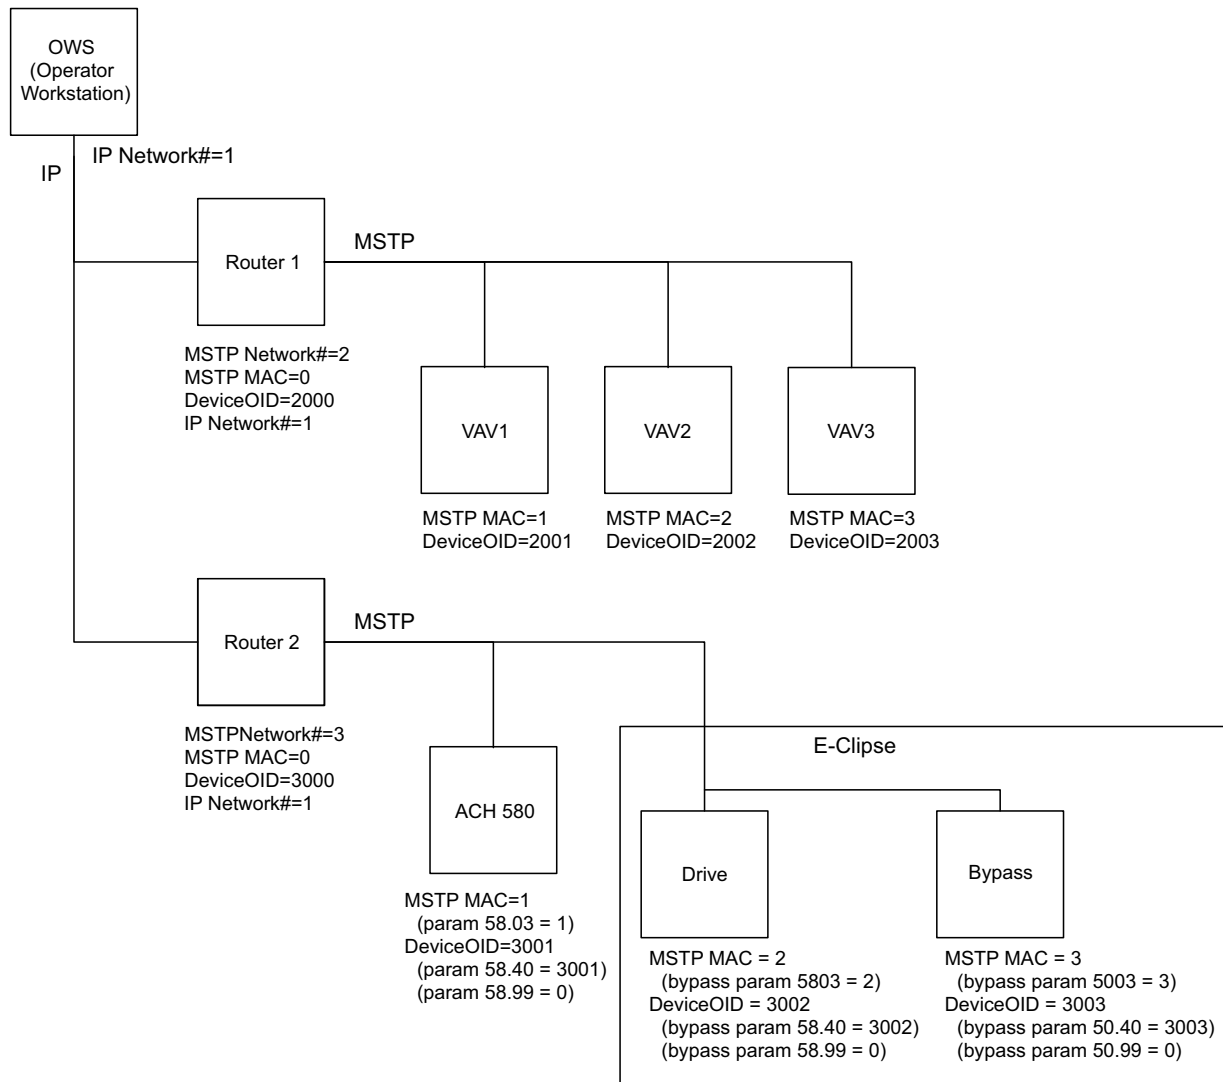 OWS
(Operator
Workstation)
IP Network#=1
IP
Router 1
MSTP
MSTP Network#=2
MSTP MAC=0
DeviceOID=2000
IP Network#=1
VAV1
MSTP MAC=1
DeviceOID=2001
VAV2
MSTP MAC=2
DeviceOID=2002
VAV3
MSTP MAC=3
DeviceOID=2003
Router 2
MSTP
MSTPNetwork#=3
MSTP MAC=0
DeviceOID=3000
IP Network#=1
ACH 580
MSTP MAC=1
(param 58.03 = 1)
DeviceOID=3001
(param 58.40 = 3001)
(param 58.99 = 0)
E-Clipse
Drive
MSTP MAC = 2
(bypass param 5803 = 2)
DeviceOID = 3002
(bypass param 58.40 = 3002)
(bypass param 58.99 = 0)
Bypass
MSTP MAC = 3
(bypass param 5003 = 3)
DeviceOID = 3003
(bypass param 50.40 = 3003)
(bypass param 50.99 = 0)